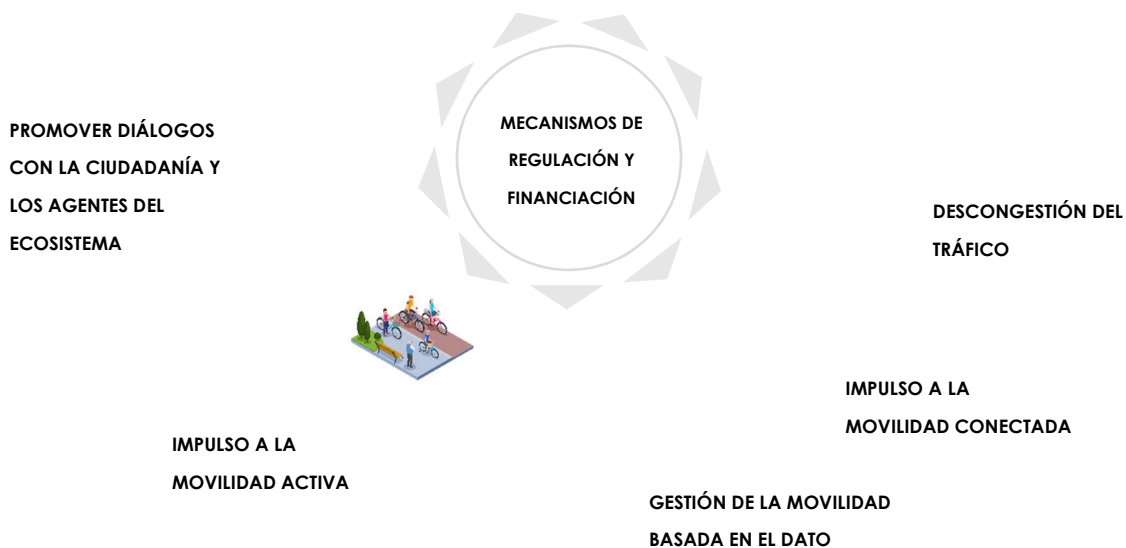 MECANISMOS DE
REGULACIÓN Y
FINANCIACIÓN
PROMOVER DIÁLOGOS
CON LA CIUDADANÍA Y
LOS AGENTES DEL
ECOSISTEMA
DESCONGESTIÓN DEL
TRÁFICO
IMPULSO A LA
MOVILIDAD CONECTADA
IMPULSO A LA
MOVILIDAD ACTIVA
GESTIÓN DE LA MOVILIDAD
BASADA EN EL DATO